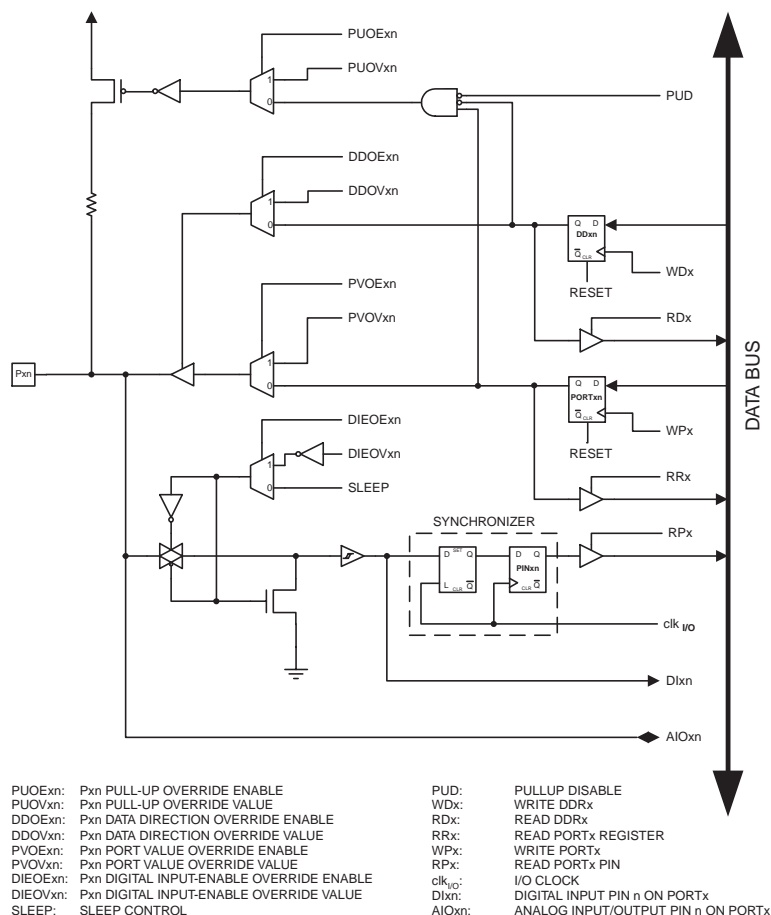 PUOExn
PUOVxn
1
0
PUD
DDOExn
DDOVxn
1
0
Q D
DDxn
Q CLR
WDx
RESET
RDx
PVOExn
PVOVxn
1
0
Pxn
Q D
PORTxn
Q CLR
WPx
RESET
RRx
DATA BUS
DIEOExn
DIEOVxn
1
0
SLEEP
SYNCHRONIZER
RPx
D SET Q
L CLR Q
D Q
PINxn
CLR Q
clk I/O
DIxn
AIOxn
PUOExn: Pxn PULL-UP OVERRIDE ENABLE
PUOVxn: Pxn PULL-UP OVERRIDE VALUE
DDOExn: Pxn DATA DIRECTION OVERRIDE ENABLE
DDOVxn: Pxn DATA DIRECTION OVERRIDE VALUE
PVOExn: Pxn PORT VALUE OVERRIDE ENABLE
PVOVxn: Pxn PORT VALUE OVERRIDE VALUE
DIEOExn: Pxn DIGITAL INPUT-ENABLE OVERRIDE ENABLE
DIEOVxn: Pxn DIGITAL INPUT-ENABLE OVERRIDE VALUE
SLEEP: SLEEP CONTROL
PUD: PULLUP DISABLE
WDx: WRITE DDRx
RDx: READ DDRx
RRx: READ PORTx REGISTER
WPx: WRITE PORTx
RPx: READ PORTx PIN
clkI/O: I/O CLOCK
DIxn: DIGITAL INPUT PIN n ON PORTx
AIOxn: ANALOG INPUT/OUTPUT PIN n ON PORTx